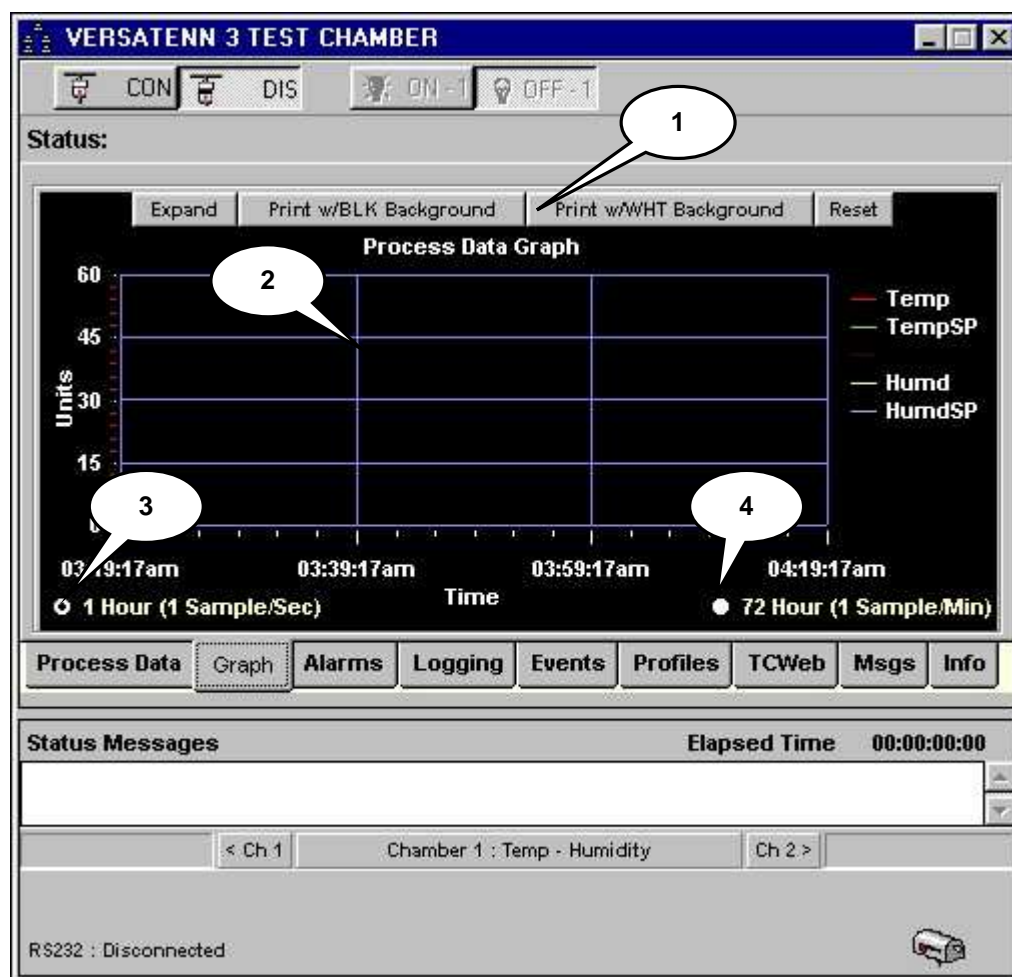 VERSATENN 3 TEST CHAMBER
CON DIS ON - 1 OFF - 1
1
Status:
Expand Print w/BLK Background Print w/WHT Background Reset
Process Data Graph
2
60
45
30
15
Units
Temp
TempSP
Humd
HumdSP
3
4
03:19:17am 03:39:17am 03:59:17am 04:19:17am
Time
1 Hour (1 Sample/Sec) 72 Hour (1 Sample/Min)
Process Data Graph Alarms Logging Events Profiles TCWeb Msgs Info
Status Messages Elapsed Time 00:00:00:00
< Ch 1 Chamber 1 : Temp - Humidity Ch 2 >
RS232 : Disconnected